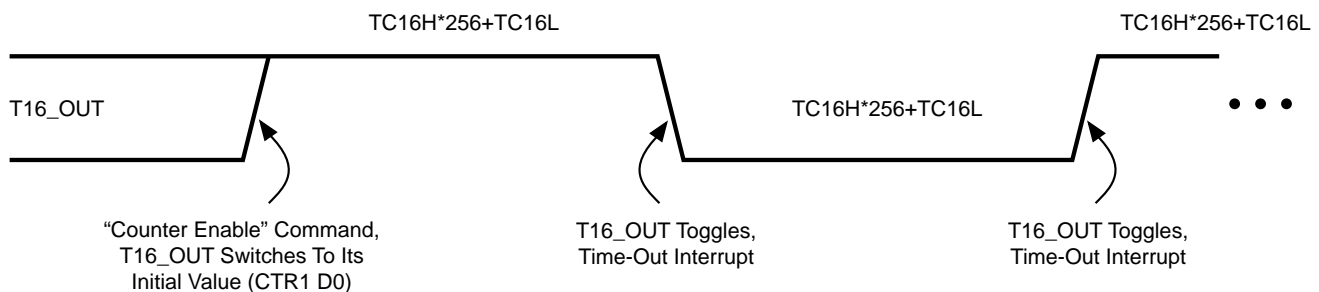 TC16H*256+TC16L
TC16H*256+TC16L
T16_OUT
TC16H*256+TC16L
“Counter Enable” Command,
T16_OUT Switches To Its
Initial Value (CTR1 D0)
T16_OUT Toggles,
Time-Out Interrupt
T16_OUT Toggles,
Time-Out Interrupt